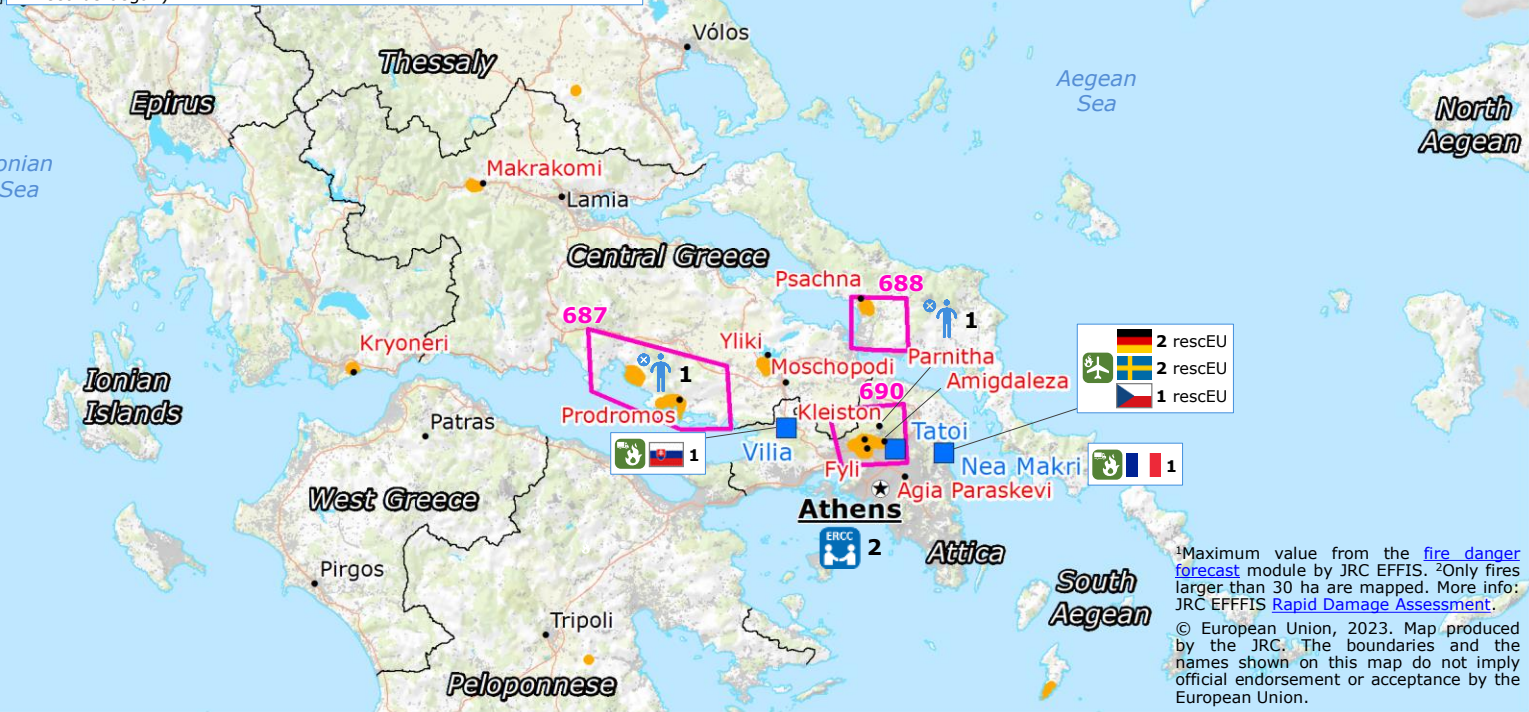 Vólos
Thessaly
Aegean
Sea
Epirus
North
Aegean
onian
Sea
Makrakomi
Lamia
Central Greece
Psachna
688
687
1
Kryoneri
Yliki
Parnitha
2 rescEU
Moschopodi
2 rescEU
1
Amigdaleza
Ionian
Islands
690
1 rescEU
Prodromos
Kleiston
Patras
Tatoi
1
Vilia
Fyli
Nea Makri
1
West Greece
Agia Paraskevi
Athens
ERCC
2
Attica
Pirgos
South
Aegean
Tripoli
Peloponnese
¹Maximum value from the fire danger
forecast module by JRC EFFIS. ²Only fires
larger than 30 ha are mapped. More info:
JRC EFFFIS Rapid Damage Assessment.
© European Union, 2023. Map produced
by the JRC. The boundaries and the
names shown on this map do not imply
official endorsement or acceptance by the
European Union.